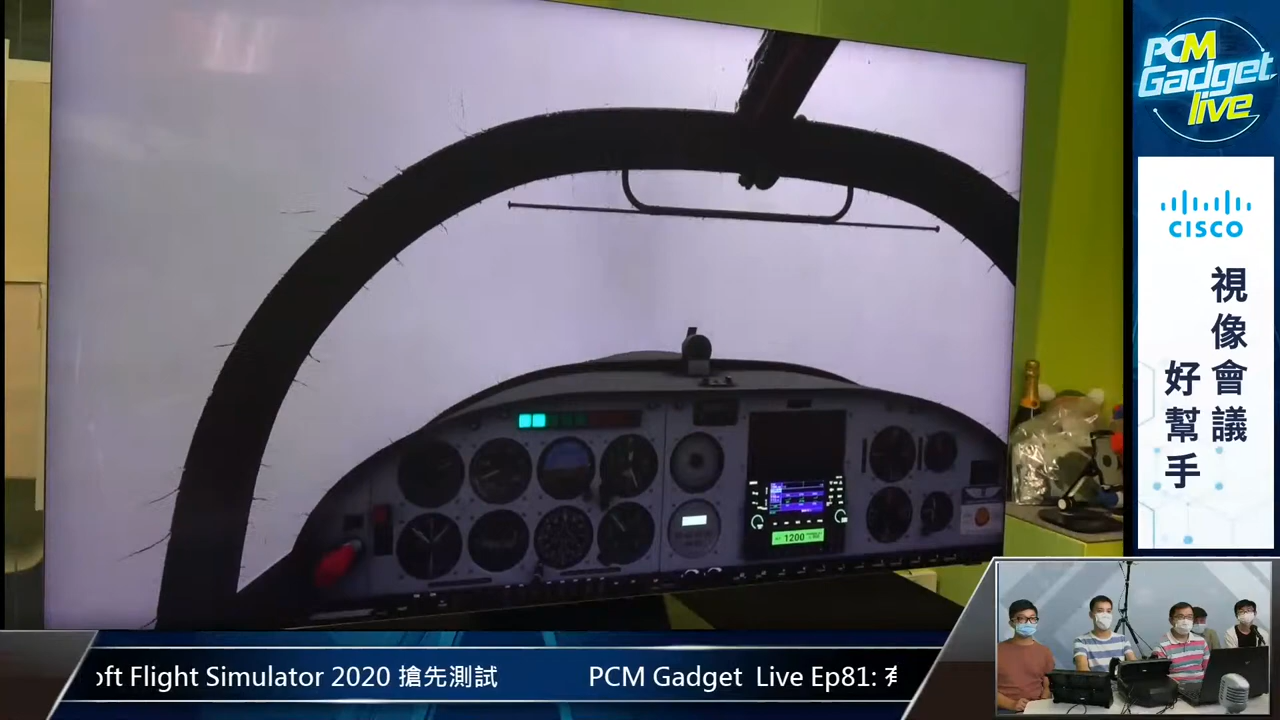 PCM
Gadget
live
CISCO
視像會議
好幫手
1200
oft Flight Simulator 2020 搶先測試
PCM Gadget Live Ep81: 有